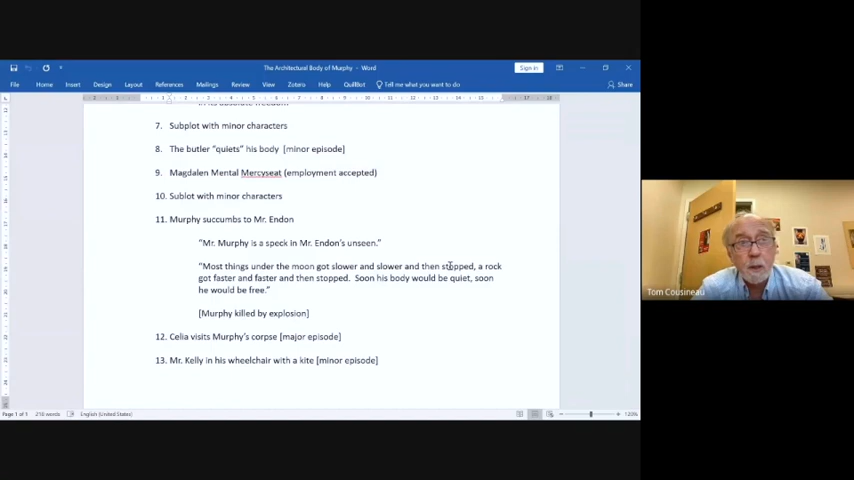 The Architectural Body of Murphy - Word
Sign in
File Home Insert Design Layout References Mailings Review View Zotero Help QuillBot Tell me what you want to do Share
7. Subplot with minor characters
8. The butler “quiets” his body [minor episode]
9. Magdalen Mental Mercyseat (employment accepted)
10. Sublot with minor characters
11. Murphy succumbs to Mr. Endon
“Mr. Murphy is a speck in Mr. Endon’s unseen.”
“Most things under the moon got slower and slower and then stopped, a rock
got faster and faster and then stopped. Soon his body would be quiet, soon
he would be free.”
[Murphy killed by explosion]
12. Celia visits Murphy’s corpse [major episode]
13. Mr. Kelly in his wheelchair with a kite [minor episode]
Page 1 of 1 English (United States) 120%
Tom Cousineau